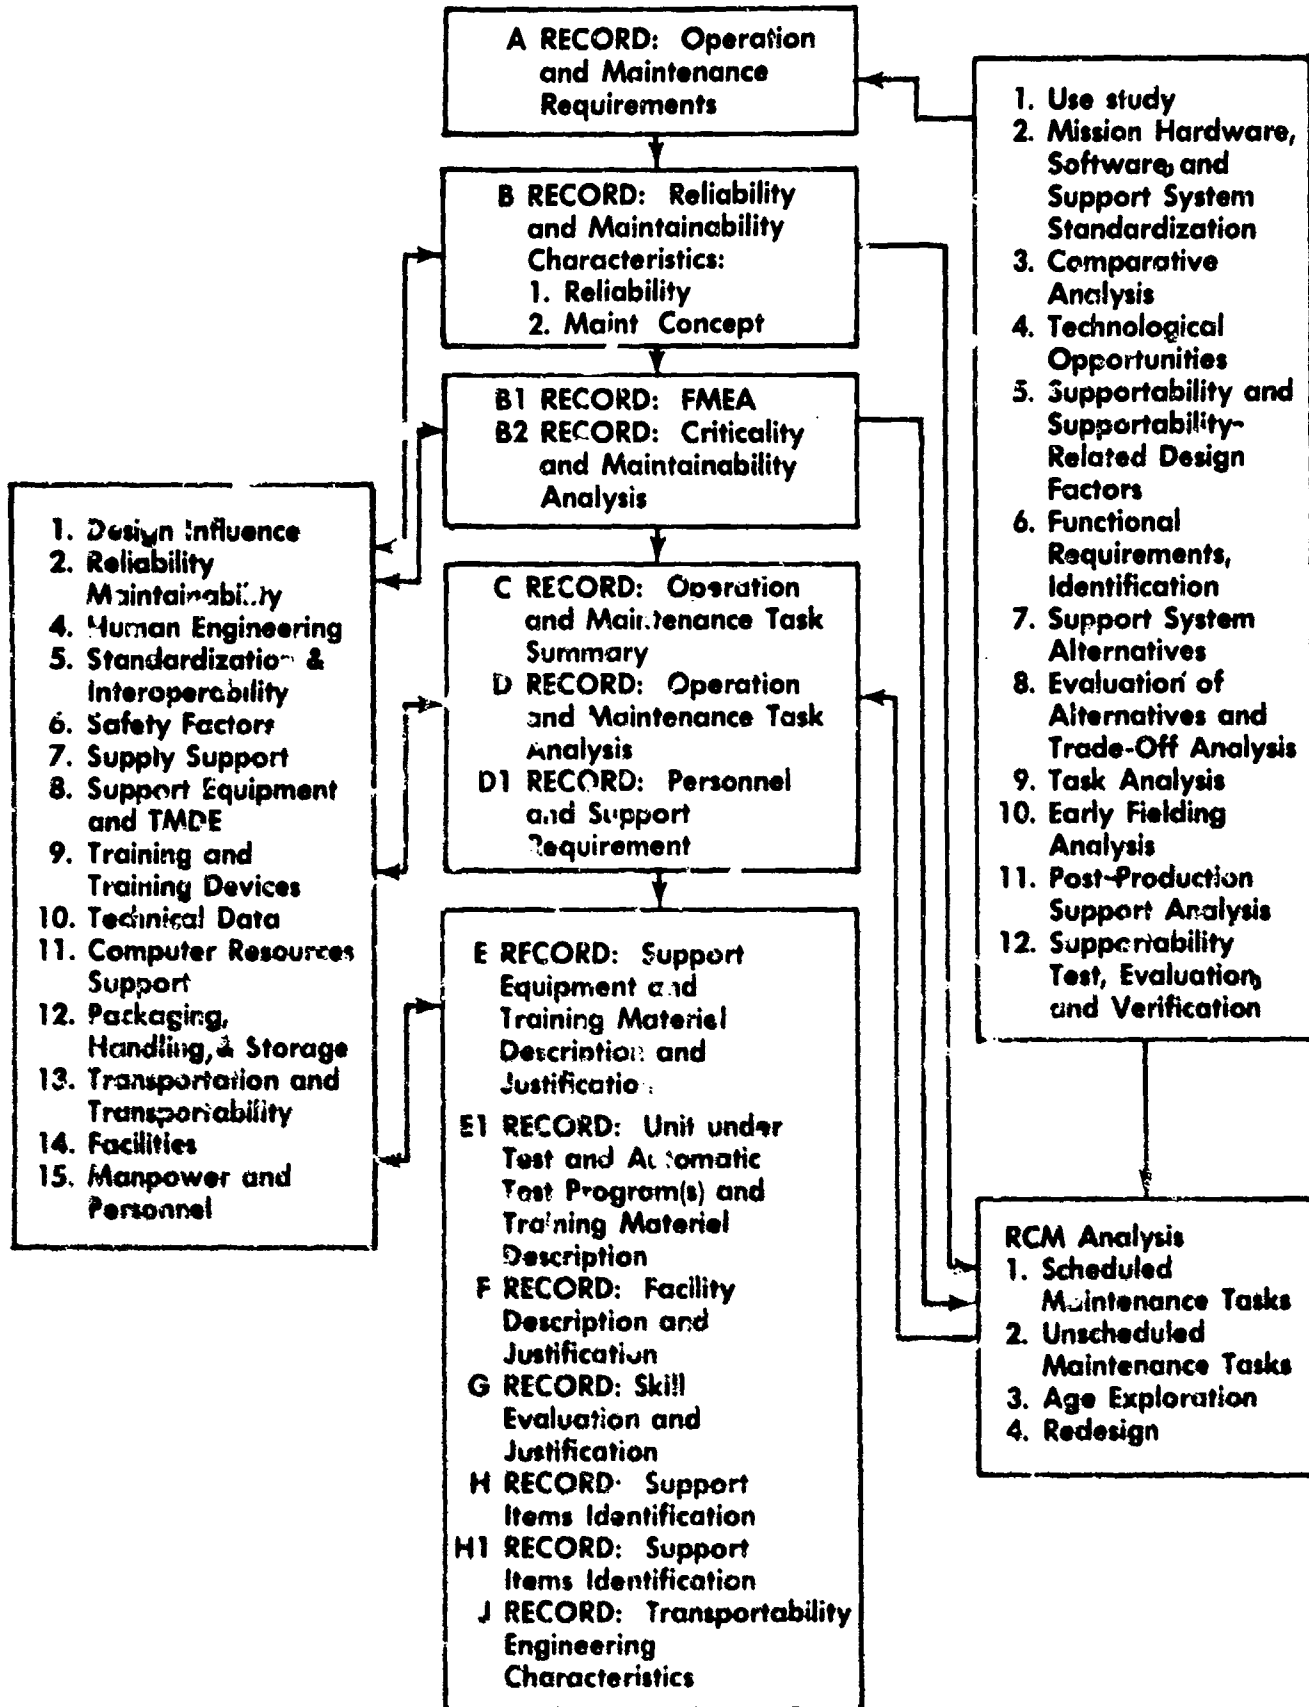 A RECORD: Operation
and Maintenance
Requirements
B RECORD: Reliability
and Maintainability
Characteristics:
1. Reliability
2. Maint Concept
B1 RECORD: FMEA
B2 RECORD: Criticality
and Maintainability
Analysis
C RECORD: Operation
and Maintenance Task
Summary
D RECORD: Operation
and Maintenance Task
Analysis
D1 RECORD: Personnel
and Support
Requirement
E RECORD: Support
Equipment and
Training Materiel
Description and
Justification
E1 RECORD: Unit under
Test and Automatic
Test Program(s) and
Training Materiel
Description
F RECORD: Facility
Description and
Justification
G RECORD: Skill
Evaluation and
Justification
H RECORD: Support
Items Identification
H1 RECORD: Support
Items Identification
J RECORD: Transportability
Engineering
Characteristics
1. Design Influence
2. Reliability
Maintainability
4. Human Engineering
5. Standardization &
Interoperability
6. Safety Factors
7. Supply Support
8. Support Equipment
and TMDE
9. Training and
Training Devices
10. Technical Data
11. Computer Resources
Support
12. Packaging,
Handling, & Storage
13. Transportation and
Transportability
14. Facilities
15. Manpower and
Personnel
1. Use study
2. Mission Hardware,
Software, and
Support System
Standardization
3. Comparative
Analysis
4. Technological
Opportunities
5. Supportability and
Supportability-
Related Design
Factors
6. Functional
Requirements,
Identification
7. Support System
Alternatives
8. Evaluation of
Alternatives and
Trade-Off Analysis
9. Task Analysis
10. Early Fielding
Analysis
11. Post-Production
Support Analysis
12. Supportability
Test, Evaluation,
and Verification
RCM Analysis
1. Scheduled
Maintenance Tasks
2. Unscheduled
Maintenance Tasks
3. Age Exploration
4. Redesign